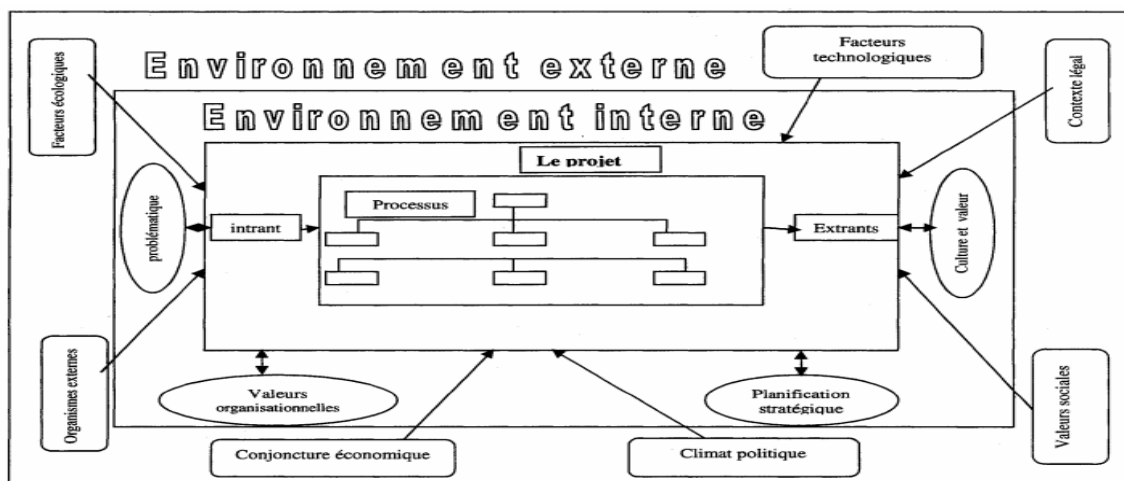 Facteurs
technologiques
Environnement externe
Facteurs écologiques
Contexte légal
Environnement interne
Le projet
Processus
problématique
intrant
Extrants
Culture et valeur
Organismes externes
Valeurs
organisationnelles
Planification
stratégique
Valeurs sociales
Conjoncture économique
Climat politique